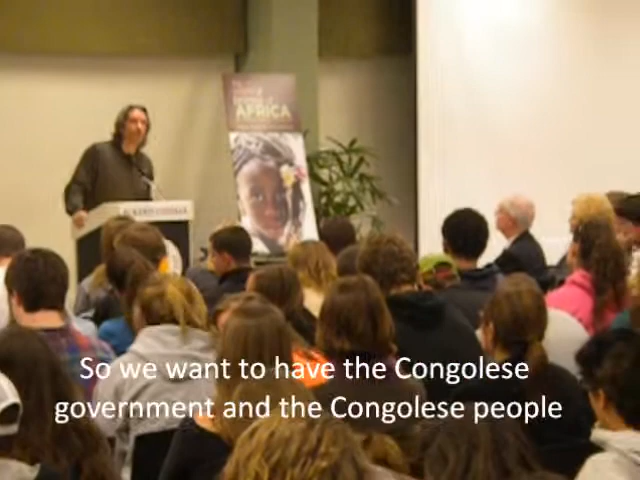 AFRICA
So we want to have the Congolese
government and the Congolese people